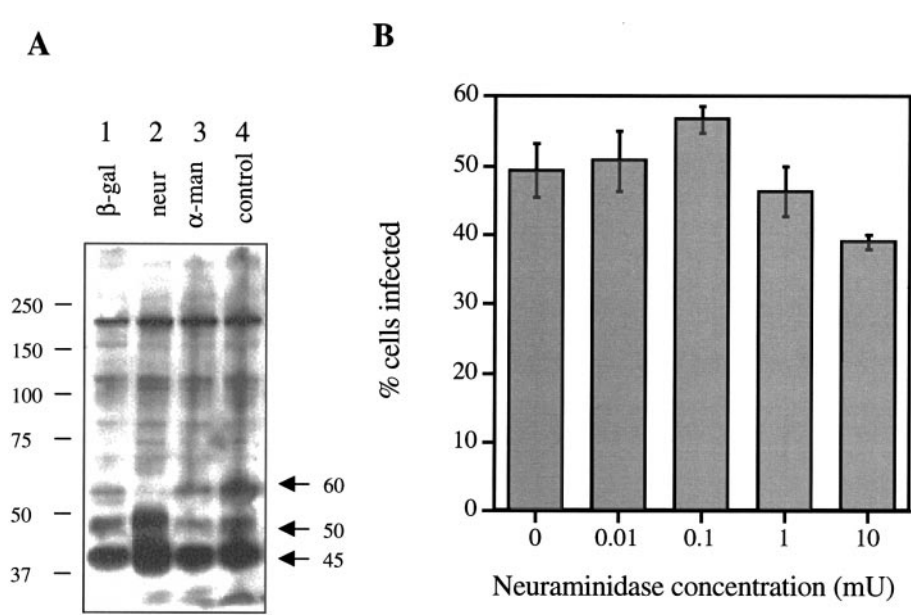 A
1 2 3 4
β-gal neur α-man control
250
150
100
75
50
37
60
50
45
B
% cells infected
60
50
40
30
20
10
0
0 0.01 0.1 1 10
Neuraminidase concentration (mU)